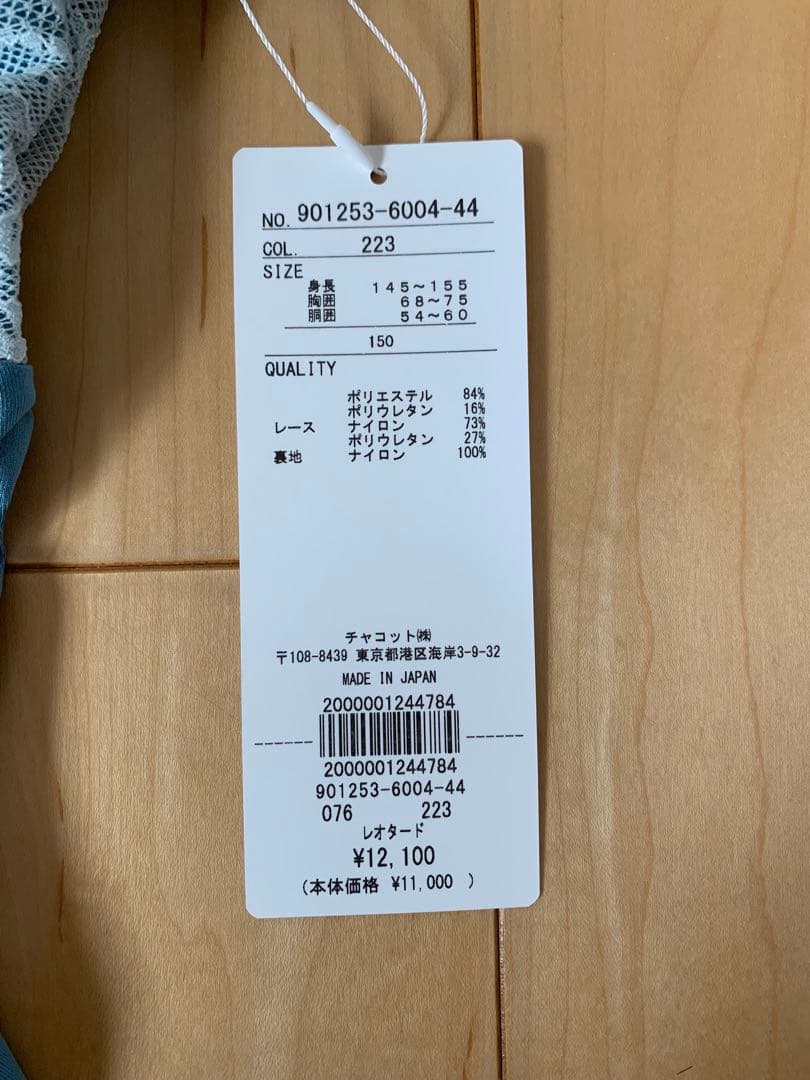 NO. 901253-6004-44
COL. 223
SIZE
身長 145～155
胸囲 68～75
胴囲 54～60
150
QUALITY
ポリエステル 84%
ポリウレタン 16%
レース ナイロン 73%
ポリウレタン 27%
裏地 ナイロン 100%
チャコット㈱
〒108-8439 東京都港区海岸3-9-32
MADE IN JAPAN
2000001244784
2000001244784
901253-6004-44
076 223
レオタード
¥12,100
(本体価格 ¥11,000 )